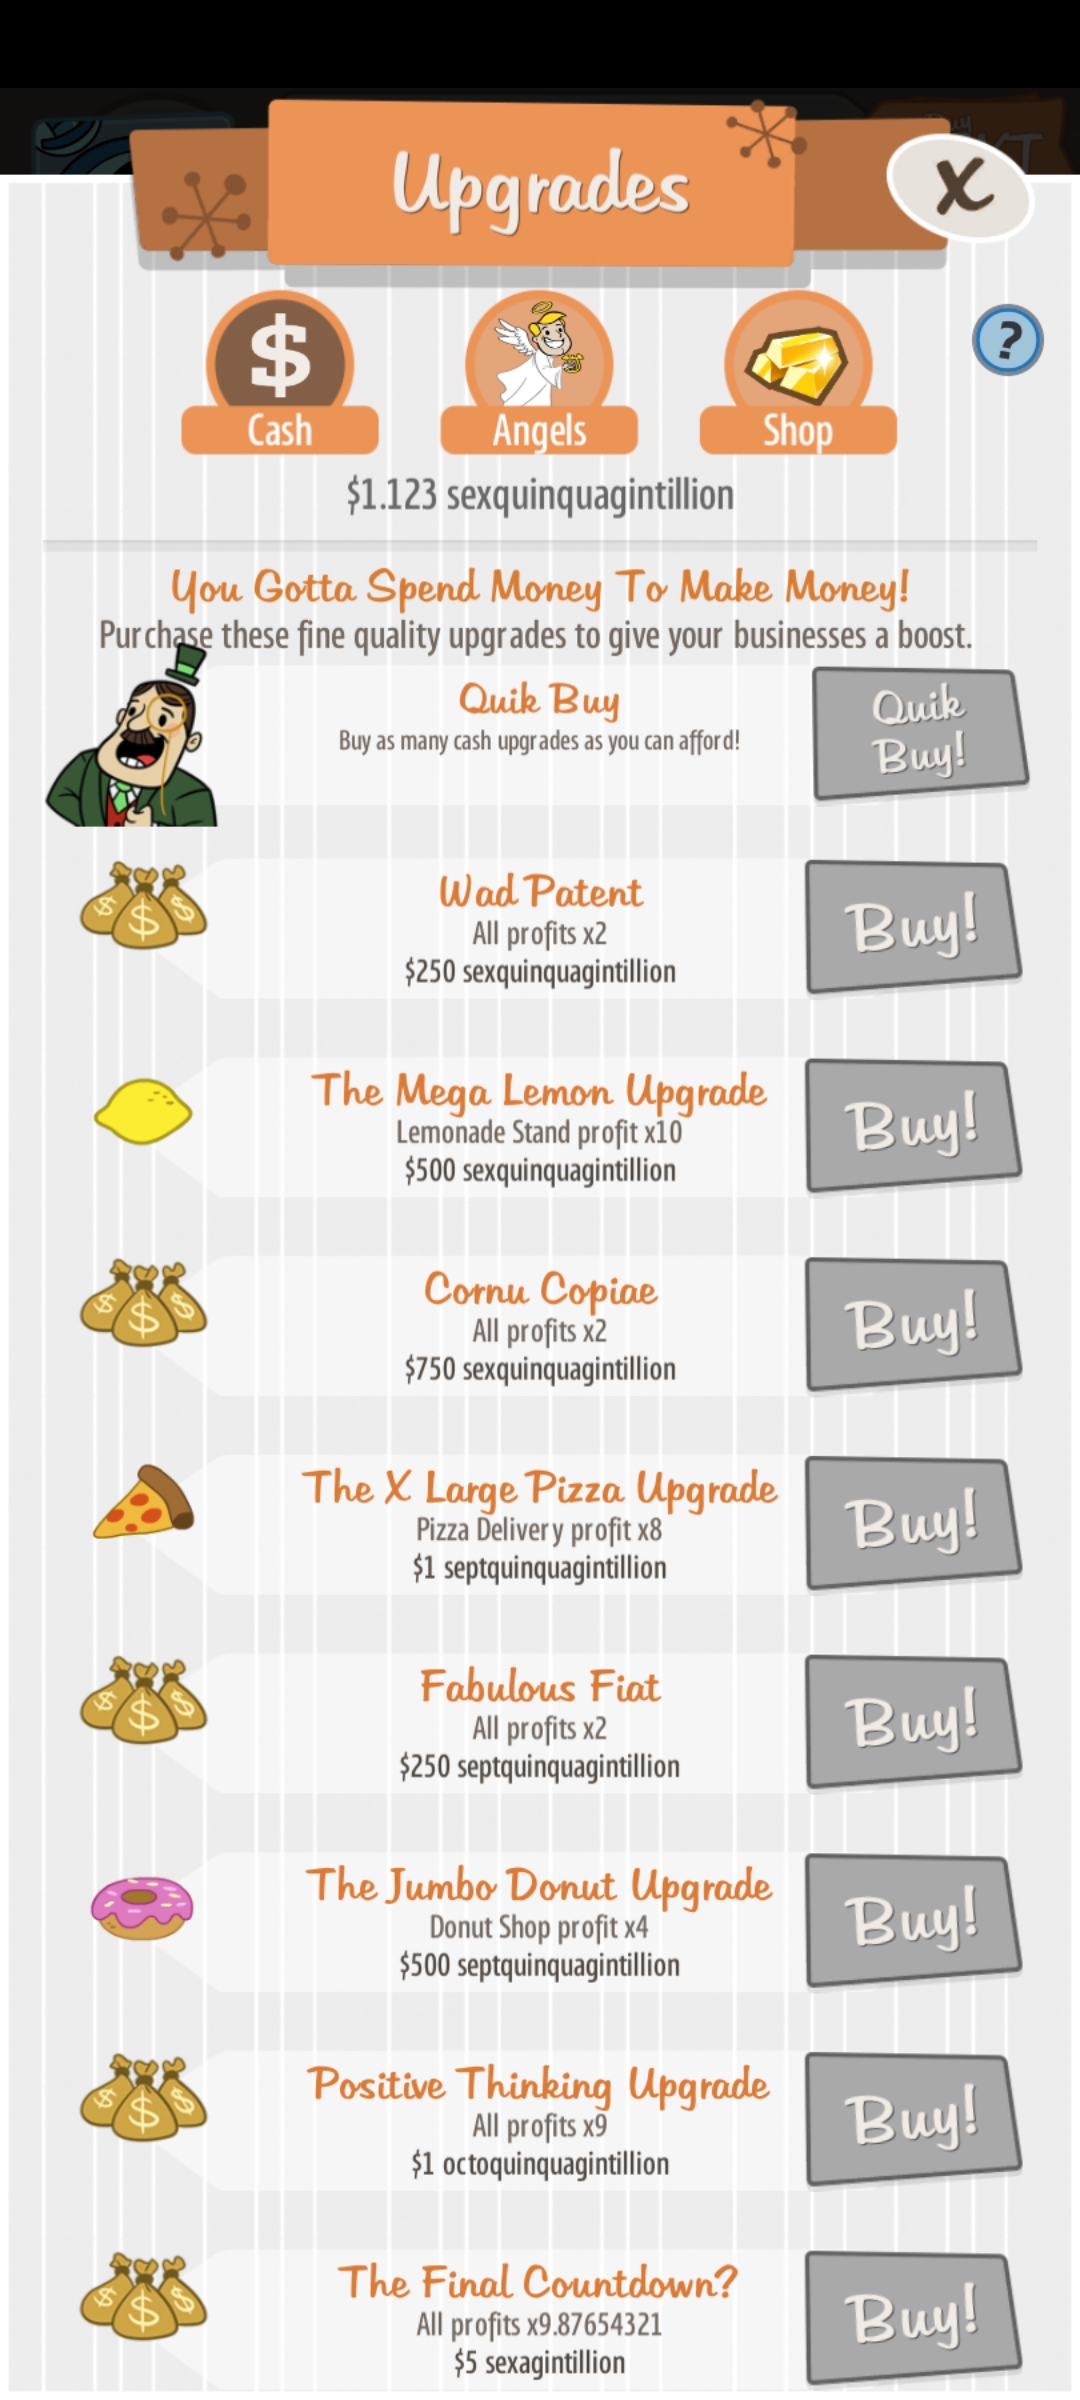 Upgrades
X
?
$
Cash
Angels
Shop
$1.123 sexquinquagintillion
You Gotta Spend Money To Make Money!
Purchase these fine quality upgrades to give your businesses a boost.
Quik Buy
Buy as many cash upgrades as you can afford!
Quik
Buy!
Wad Patent
All profits x2
$250 sexquinquagintillion
Buy!
The Mega Lemon Upgrade
Lemonade Stand profit x10
$500 sexquinquagintillion
Buy!
Cornu Copiae
All profits x2
$750 sexquinquagintillion
Buy!
The X Large Pizza Upgrade
Pizza Delivery profit x8
$1 septquinquagintillion
Buy!
Fabulous Fiat
All profits x2
$250 septquinquagintillion
Buy!
The Jumbo Donut Upgrade
Donut Shop profit x4
$500 septquinquagintillion
Buy!
Positive Thinking Upgrade
All profits x9
$1 octoquinquagintillion
Buy!
The Final Countdown?
All profits x9.87654321
$5 sexagintillion
Buy!